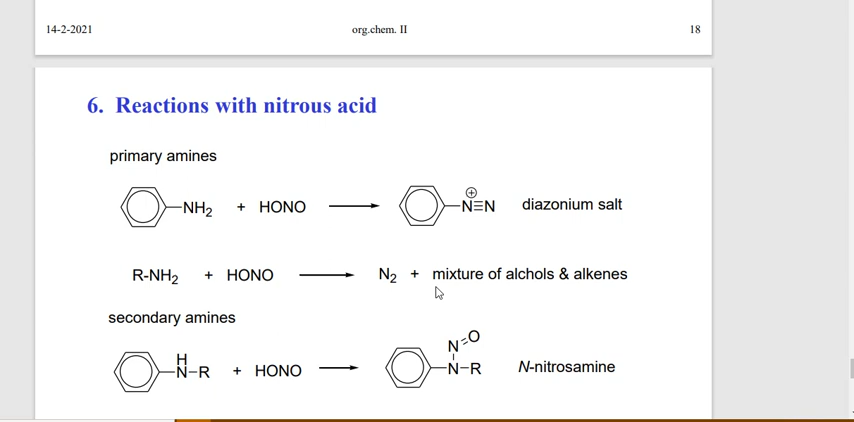 14-2-2021 org.chem. II 18
6. Reactions with nitrous acid
primary amines
NH2 + HONO ⊕ N≡N diazonium salt
R-NH2 + HONO N2 + mixture of alchols & alkenes
secondary amines
H N=O
N-R + HONO N-R N-nitrosamine